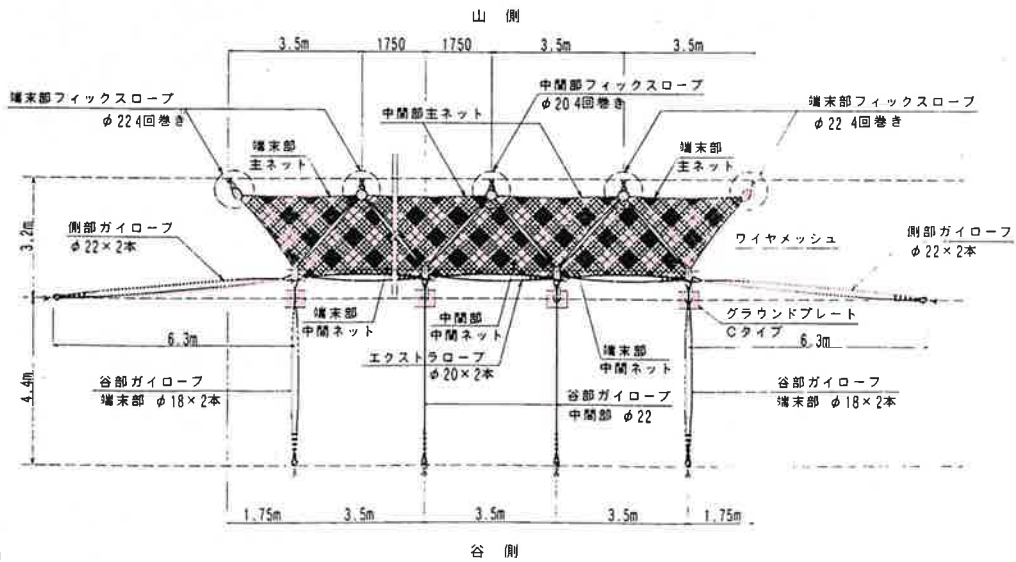 山 側
3.5m 1750 1750 3.5m 3.5m
端末部フィックスロープ
φ22 4回巻き
中間部フィックスロープ
φ20 4回巻き
端末部フィックスロープ
φ22 4回巻き
中間部主ネット
端末部
主ネット
端末部
主ネット
3.2m
側部ガイロープ
φ22×2本
ワイヤメッシュ
側部ガイロープ
φ22×2本
端末部
中間ネット
中間部
中間ネット
グラウンドプレート
Cタイプ
6.3m
6.3m
エクストラロープ
φ20×2本
端末部
中間ネット
4.4m
谷部ガイロープ
端末部 φ18×2本
谷部ガイロープ
中間部 φ22
谷部ガイロープ
端末部 φ18×2本
1.75m 3.5m 3.5m 3.5m 1.75m
谷 側